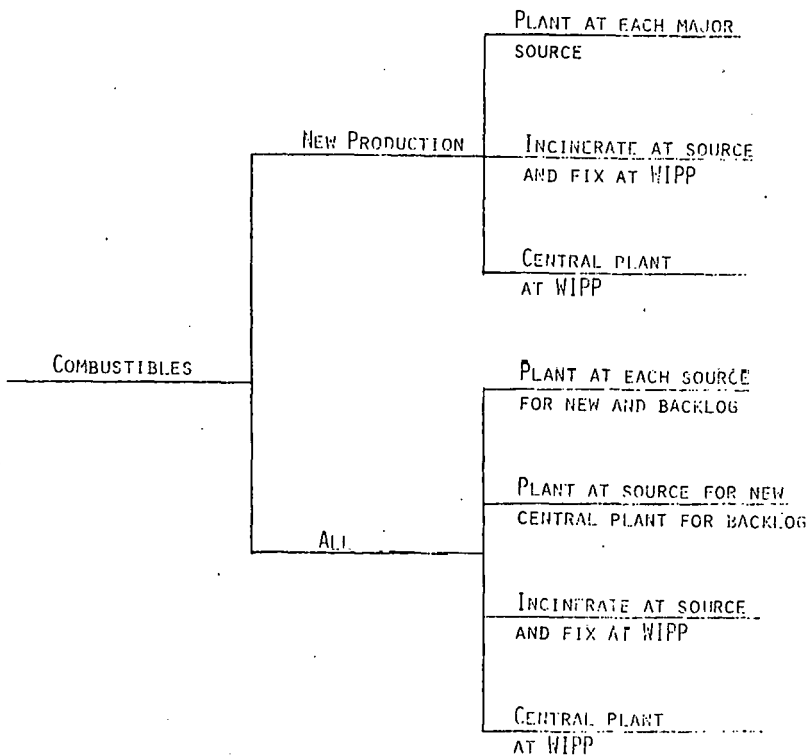 PLANT AT EACH MAJOR
SOURCE
NEW PRODUCTION
INCINERATE AT SOURCE
AND FIX AT WIPP
CENTRAL PLANT
AT WIPP
COMBUSTIBLES
PLANT AT EACH SOURCE
FOR NEW AND BACKLOG
PLANT AT SOURCE FOR NEW
CENTRAL PLANT FOR BACKLOG
ALL
INCINERATE AT SOURCE
AND FIX AT WIPP
CENTRAL PLANT
AT WIPP